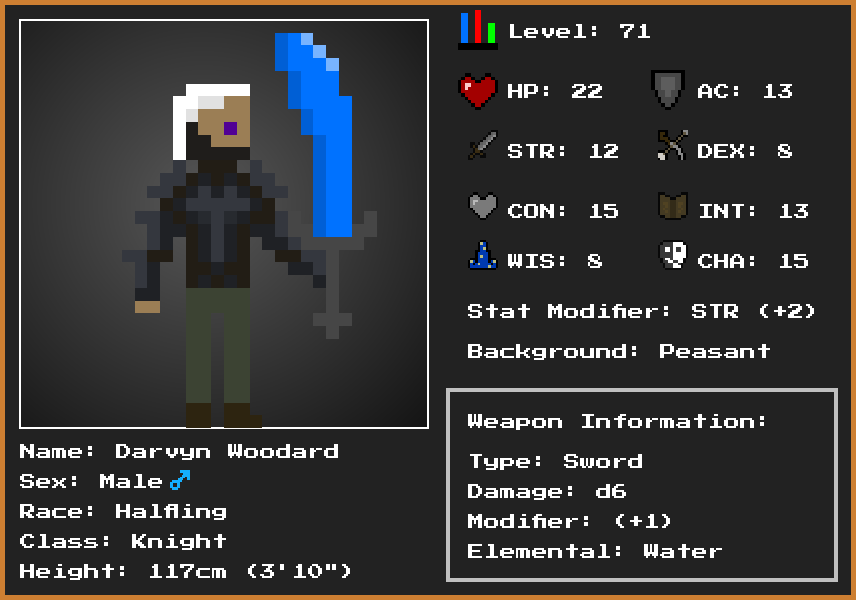 Level: 71
HP: 22 AC: 13
STR: 12 DEX: 8
CON: 15 INT: 13
WIS: 8 CHA: 15
Stat Modifier: STR (+2)
Background: Peasant
Weapon Information:
Type: Sword
Damage: d6
Modifier: (+1)
Elemental: Water
Name: Darvyn Woodard
Sex: Male ♂
Race: Halfling
Class: Knight
Height: 117cm (3'10")